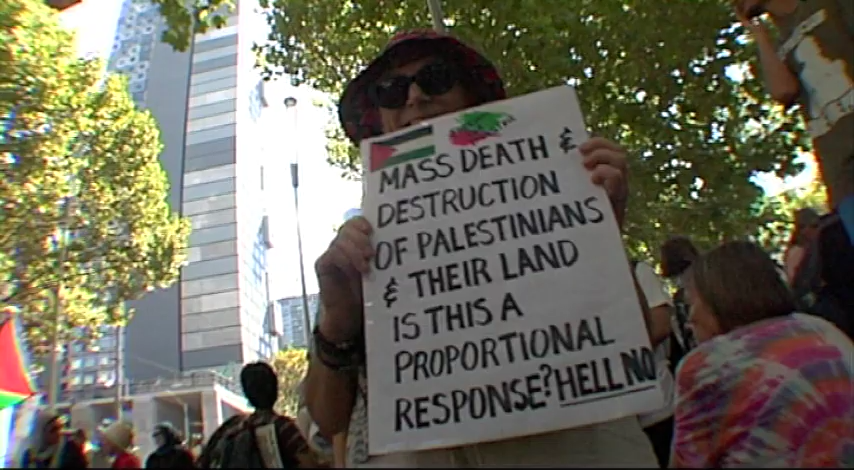 MASS DEATH &
DESTRUCTION
OF PALESTINIANS
& THEIR LAND
IS THIS A
PROPORTIONAL
RESPONSE? HELL NO